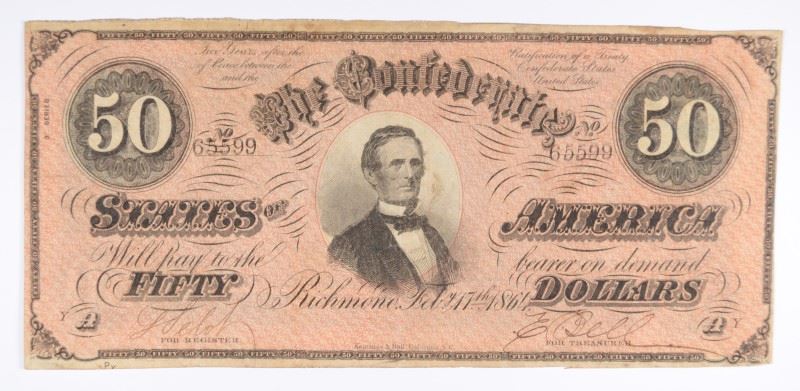 Two Years after the Ratification of a Treaty
of Peace between the Confederate States
and the United States
50 The Confederate 50
No 65599 No 65599
STATES OF AMERICA
Will pay to the bearer on demand
FIFTY DOLLARS
Richmond, Feb. 17th 1864
A A
FOR REGISTER FOR TREASURER
SERIES